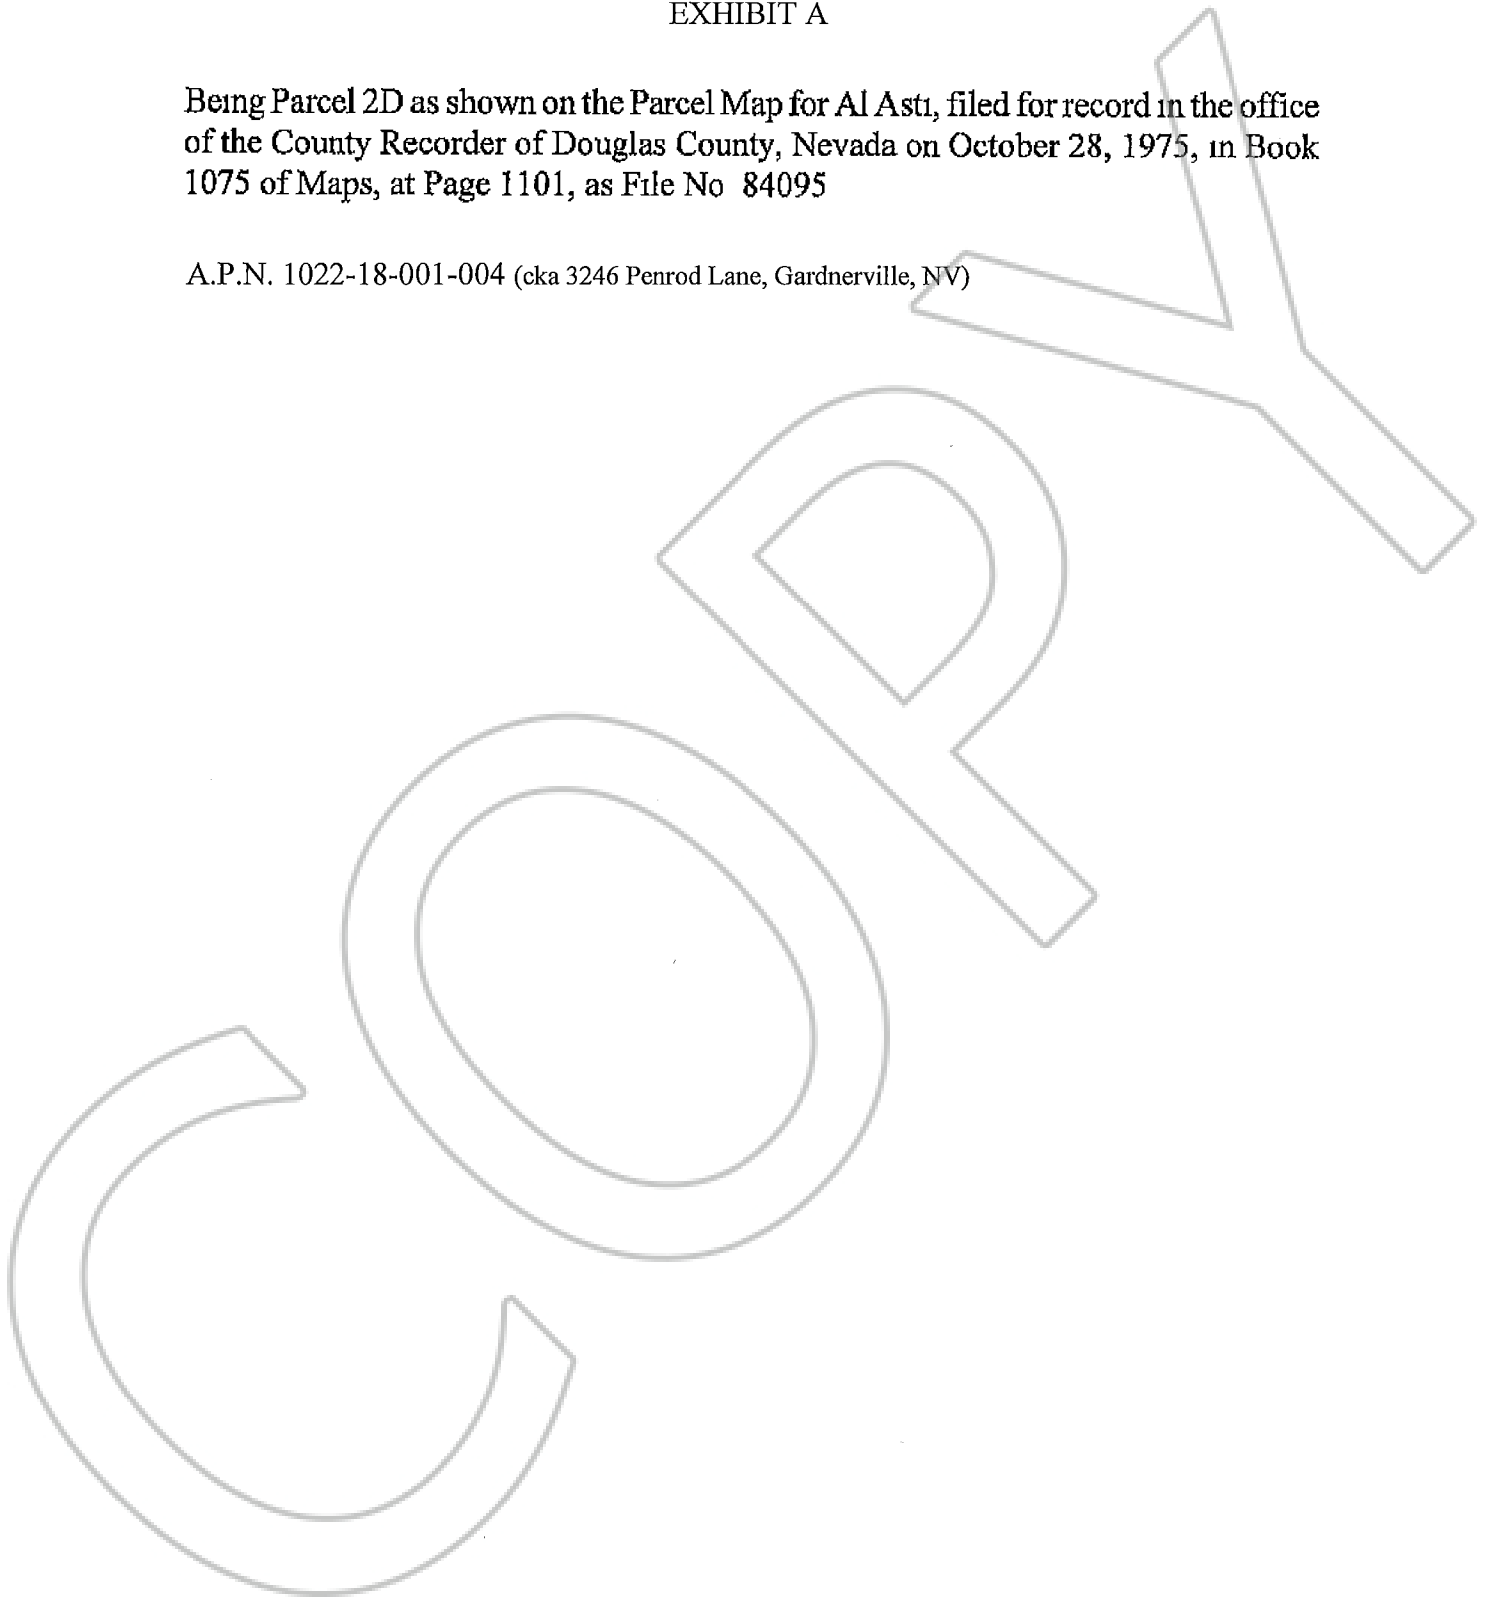 EXHIBIT A
Being Parcel 2D as shown on the Parcel Map for Al Asti, filed for record in the office
of the County Recorder of Douglas County, Nevada on October 28, 1975, in Book
1075 of Maps, at Page 1101, as File No 84095
A.P.N. 1022-18-001-004 (cka 3246 Penrod Lane, Gardnerville, NV)
COPY